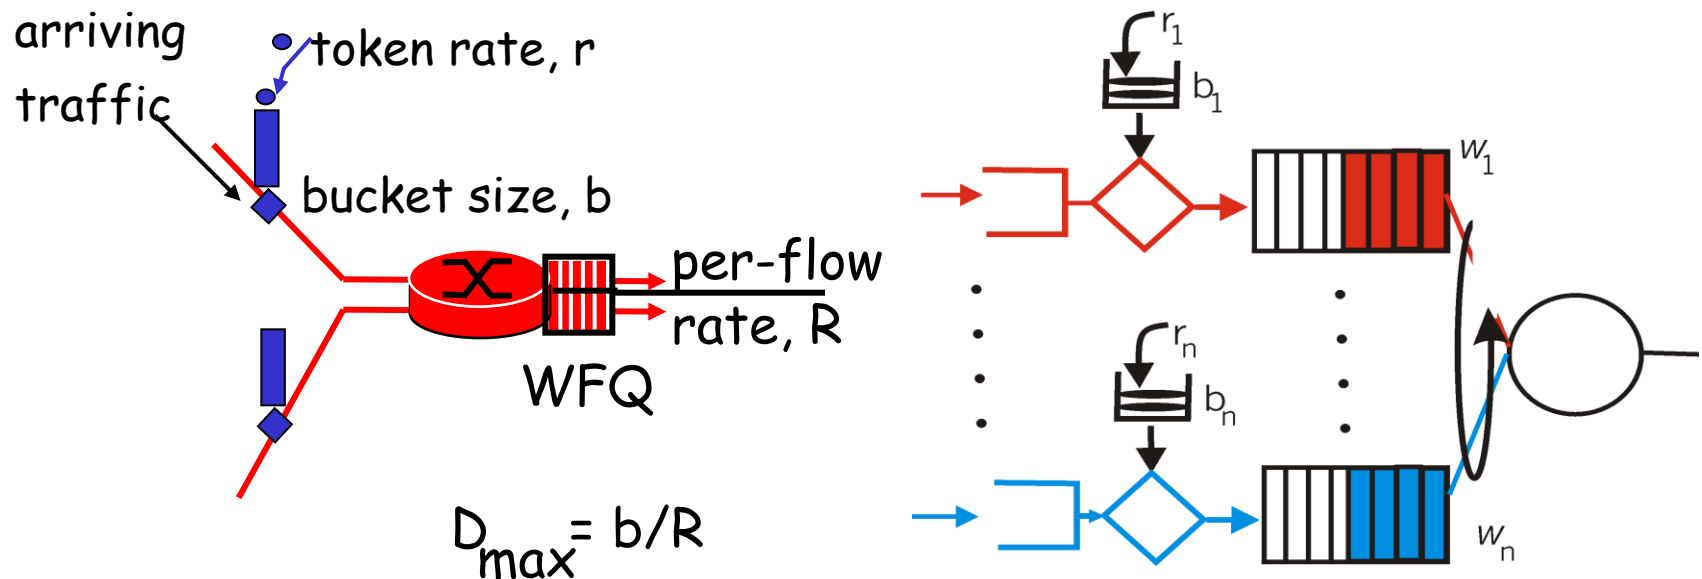 arriving
traffic
token rate, r
bucket size, b
per-flow
rate, R
WFQ
Dmax = b/R
r1
b1
w1
rn
bn
wn